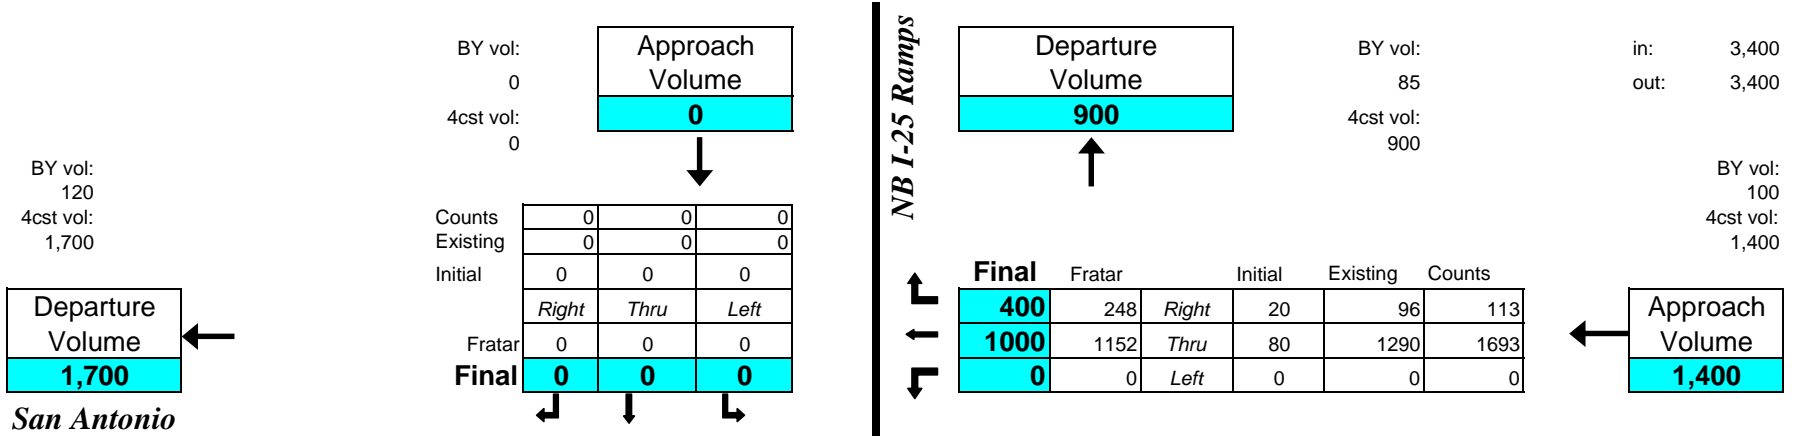 BY vol:
0
4cst vol:
0
Approach
Volume
0
NB I-25 Ramps
Departure
Volume
900
BY vol:
85
4cst vol:
900
in: 3,400
out: 3,400
BY vol:
120
4cst vol:
1,700
BY vol:
100
4cst vol:
1,400
Counts 0 0 0
Existing 0 0 0
Initial 0 0 0
Right Thru Left
Fratar 0 0 0
Final 0 0 0
Final Fratar Initial Existing Counts
400 248 Right 20 96 113
1000 1152 Thru 80 1290 1693
0 0 Left 0 0 0
Departure
Volume
1,700
San Antonio
Approach
Volume
1,400